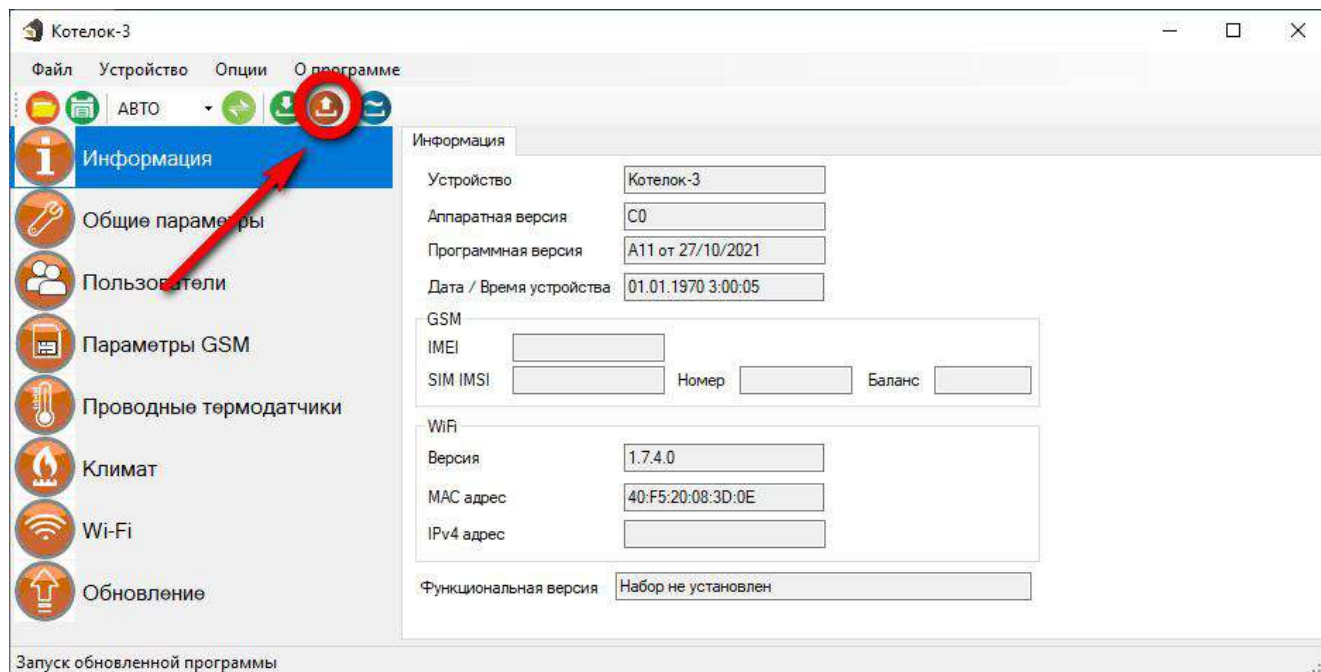 Котелок-3
Файл Устройство Опции О программе
АВТО
Информация
Общие параметры
Пользователи
Параметры GSM
Проводные термодатчики
Климат
Wi-Fi
Обновление
Информация
Устройство Котелок-3
Аппаратная версия C0
Программная версия A11 от 27/10/2021
Дата / Время устройства 01.01.1970 3:00:05
GSM
IMEI
SIM IMSI Номер Баланс
WiFi
Версия 1.7.4.0
MAC адрес 40:F5:20:08:3D:0E
IPv4 адрес
Функциональная версия Набор не установлен
Запуск обновленной программы